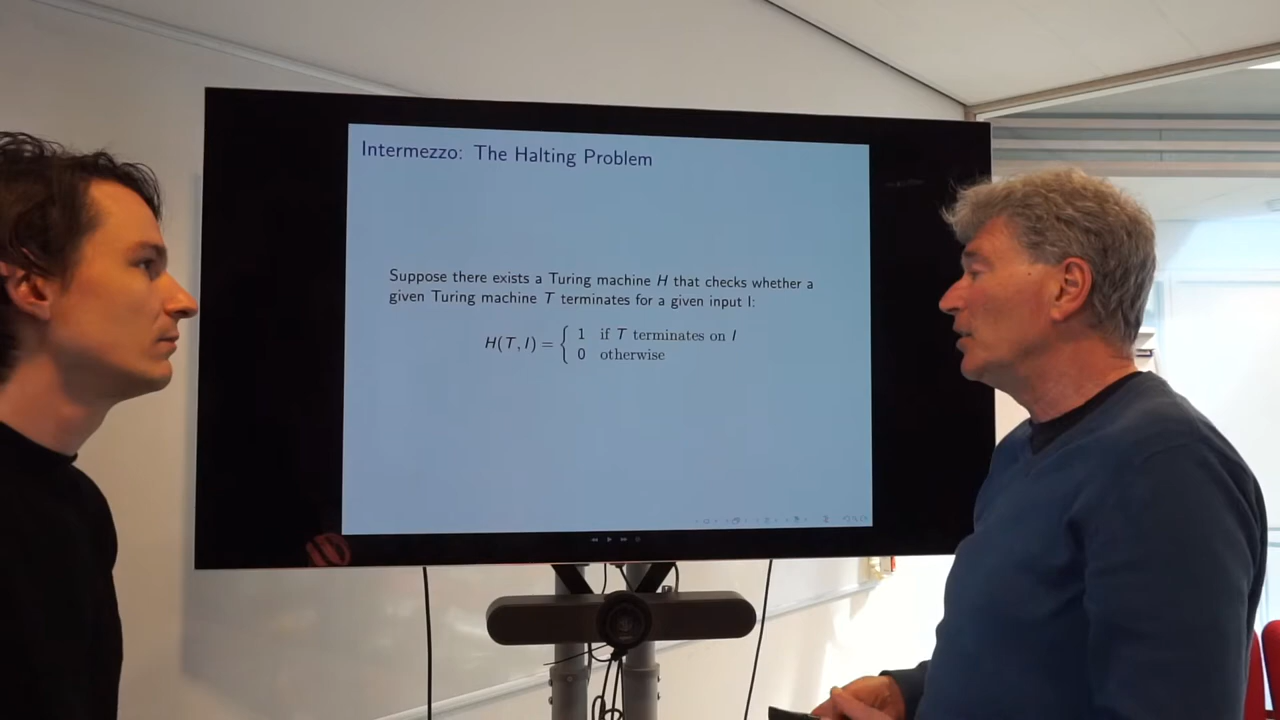 Intermezzo: The Halting Problem
Suppose there exists a Turing machine H that checks whether a
given Turing machine T terminates for a given input I:
H(T, I) = { 1 if T terminates on I
0 otherwise